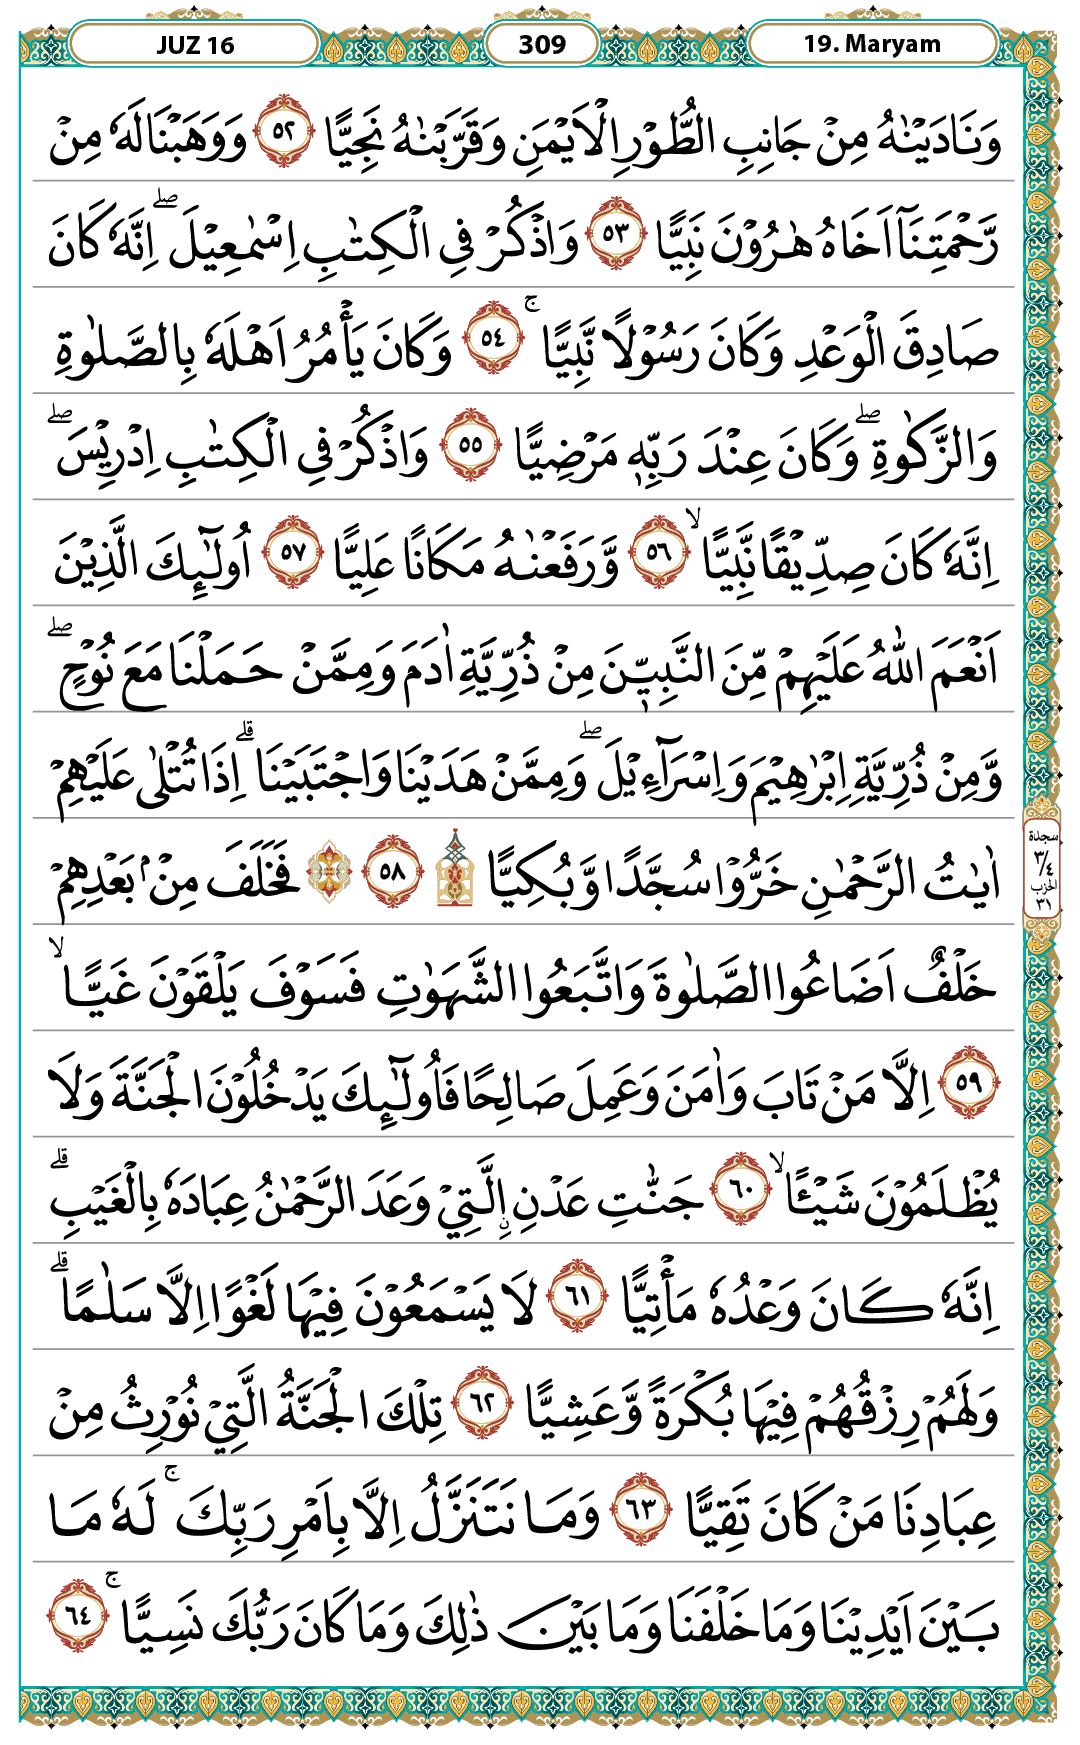 JUZ 16
309
19. Maryam
وَنَادَيْنٰهُ مِنْ جَانِبِ الطُّوْرِ الْاَيْمَنِ وَقَرَّبْنٰهُ نَجِيًّا ٥٢ وَوَهَبْنَا لَهٗ مِنْ
رَّحْمَتِنَآ اَخَاهُ هٰرُوْنَ نَبِيًّا ٥٣ وَاذْكُرْ فِى الْكِتٰبِ اِسْمٰعِيْلَ ۖ اِنَّهٗ كَانَ
صَادِقَ الْوَعْدِ وَكَانَ رَسُوْلًا نَّبِيًّا ۚ ٥٤ وَكَانَ يَأْمُرُ اَهْلَهٗ بِالصَّلٰوةِ
وَالزَّكٰوةِ ۖ وَكَانَ عِنْدَ رَبِّهٖ مَرْضِيًّا ٥٥ وَاذْكُرْ فِى الْكِتٰبِ اِدْرِيْسَ ۖ
اِنَّهٗ كَانَ صِدِّيْقًا نَّبِيًّا ۙ ٥٦ وَّرَفَعْنٰهُ مَكَانًا عَلِيًّا ٥٧ اُولٰۤىِٕكَ الَّذِيْنَ
اَنْعَمَ اللّٰهُ عَلَيْهِمْ مِّنَ النَّبِيّٖنَ مِنْ ذُرِّيَّةِ اٰدَمَ وَمِمَّنْ حَمَلْنَا مَعَ نُوْحٍ ۖ
وَّمِنْ ذُرِّيَّةِ اِبْرٰهِيْمَ وَاِسْرَآءِيْلَ ۖ وَمِمَّنْ هَدَيْنَا وَاجْتَبَيْنَا ۗ اِذَا تُتْلٰى عَلَيْهِمْ
اٰيٰتُ الرَّحْمٰنِ خَرُّوْا سُجَّدًا وَّبُكِيًّا ۩ ٥٨ ۞ فَخَلَفَ مِنْۢ بَعْدِهِمْ
سجدة
٣/٤
الحزب
٣١
خَلْفٌ اَضَاعُوا الصَّلٰوةَ وَاتَّبَعُوا الشَّهَوٰتِ فَسَوْفَ يَلْقَوْنَ غَيًّا ۙ
٥٩ اِلَّا مَنْ تَابَ وَاٰمَنَ وَعَمِلَ صَالِحًا فَاُولٰۤىِٕكَ يَدْخُلُوْنَ الْجَنَّةَ وَلَا
يُظْلَمُوْنَ شَيْـًٔا ۙ ٦٠ جَنّٰتِ عَدْنِ ِۨالَّتِيْ وَعَدَ الرَّحْمٰنُ عِبَادَهٗ بِالْغَيْبِ ۗ
اِنَّهٗ كَانَ وَعْدُهٗ مَأْتِيًّا ٦١ لَا يَسْمَعُوْنَ فِيْهَا لَغْوًا اِلَّا سَلٰمًا ۗ
وَلَهُمْ رِزْقُهُمْ فِيْهَا بُكْرَةً وَّعَشِيًّا ٦٢ تِلْكَ الْجَنَّةُ الَّتِيْ نُوْرِثُ مِنْ
عِبَادِنَا مَنْ كَانَ تَقِيًّا ٦٣ وَمَا نَتَنَزَّلُ اِلَّا بِاَمْرِ رَبِّكَ ۚ لَهٗ مَا
بَيْنَ اَيْدِيْنَا وَمَا خَلْفَنَا وَمَا بَيْنَ ذٰلِكَ وَمَا كَانَ رَبُّكَ نَسِيًّا ۚ ٦٤